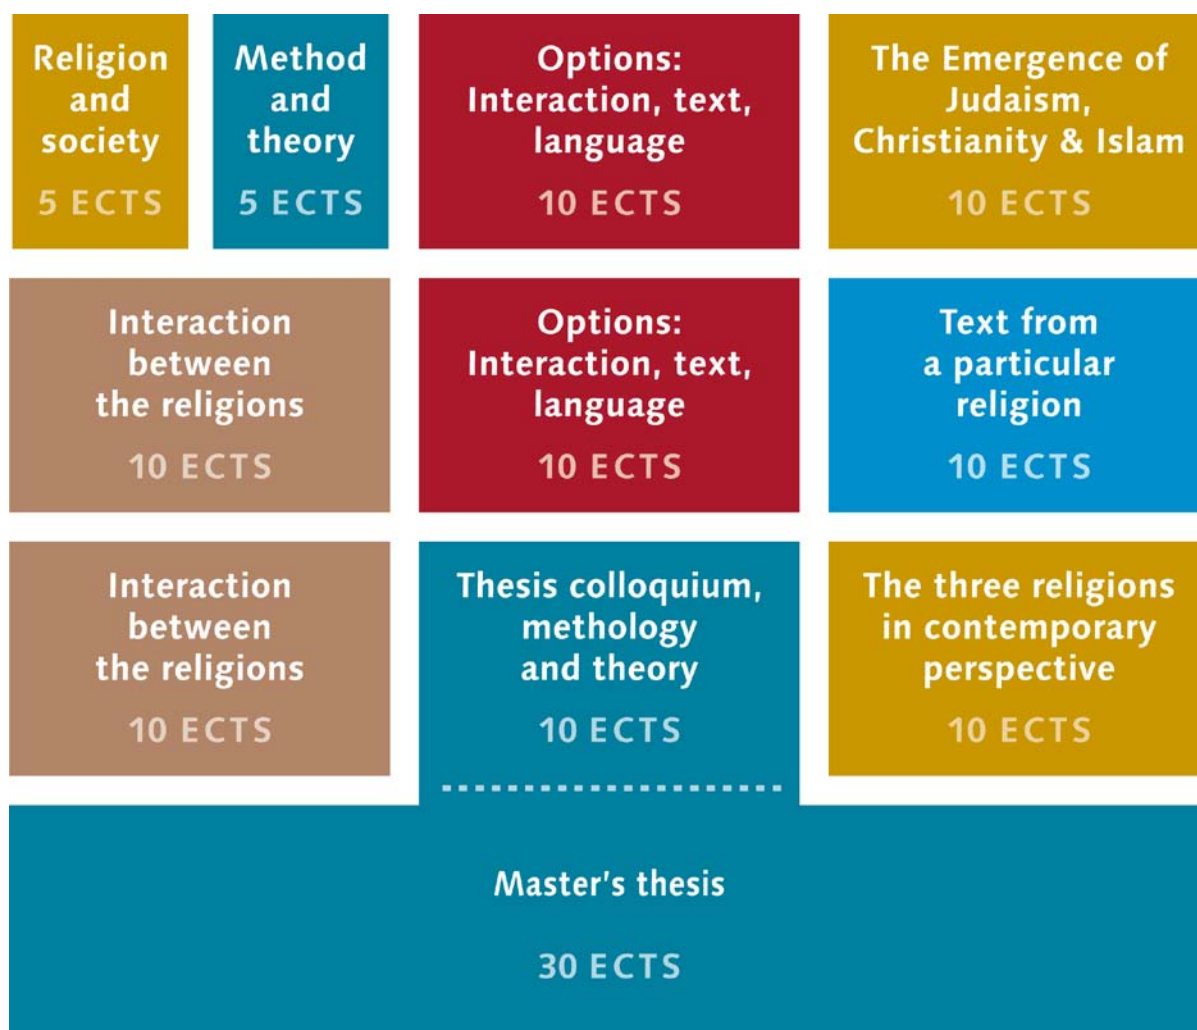 Religion
and
society
5 ECTS
Method
and
theory
5 ECTS
Options:
Interaction, text,
language
10 ECTS
The Emergence of
Judaism,
Christianity & Islam
10 ECTS
Interaction
between
the religions
10 ECTS
Options:
Interaction, text,
language
10 ECTS
Text from
a particular
religion
10 ECTS
Interaction
between
the religions
10 ECTS
Thesis colloquium,
methology
and theory
10 ECTS
The three religions
in contemporary
perspective
10 ECTS
Master's thesis
30 ECTS